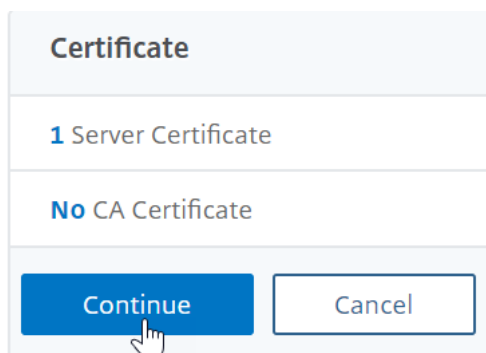 Certificate
1 Server Certificate
No CA Certificate
Continue Cancel